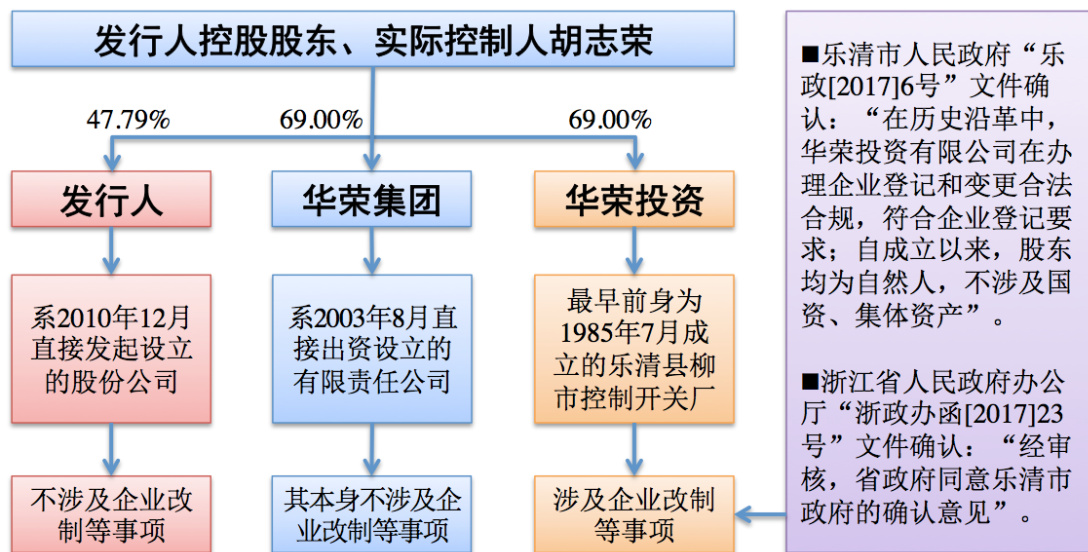 发行人控股股东、实际控制人胡志荣
47.79%
69.00%
69.00%
发行人
华荣集团
华荣投资
系2010年12月
直接发起设立
的股份公司
系2003年8月直
接出资设立的
有限责任公司
最早前身为
1985年7月成
立的乐清县柳
市控制开关厂
不涉及企业改
制等事项
其本身不涉及企
业改制等事项
涉及企业改制
等事项
■乐清市人民政府“乐
政[2017]6号”文件确
认：“在历史沿革中，
华荣投资有限公司在办
理企业登记和变更合法
合规，符合企业登记要
求；自成立以来，股东
均为自然人，不涉及国
资、集体资产”。
■浙江省人民政府办公
厅“浙政办函[2017]23
号”文件确认：“经审
核，省政府同意乐清市
政府的确认意见”。